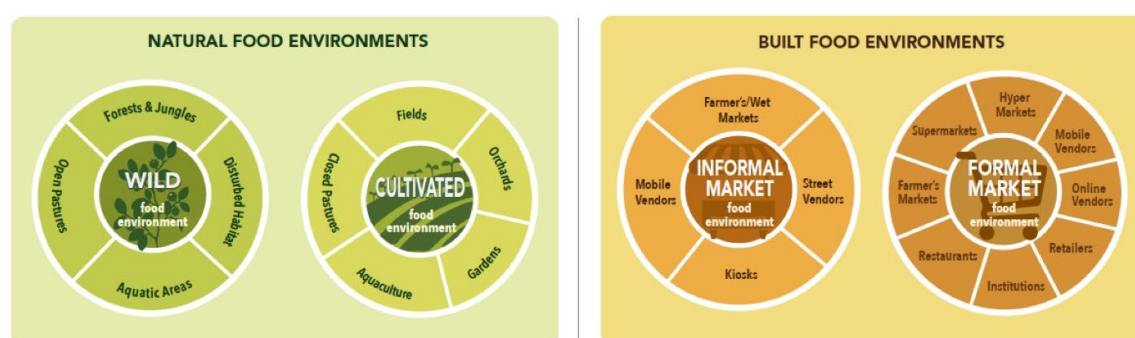 NATURAL FOOD ENVIRONMENTS
Forests & Jungles
Open Pastures
Disturbed Habitat
Aquatic Areas
WILD
food
environment
Fields
Closed Pastures
Orchards
Aquaculture
Gardens
CULTIVATED
food
environment
BUILT FOOD ENVIRONMENTS
Farmer's/Wet
Markets
Mobile
Vendors
Street
Vendors
Kiosks
INFORMAL
MARKET
food
environment
Hyper
Markets
Supermarkets
Mobile
Vendors
Farmer's
Markets
Online
Vendors
Restaurants
Retailers
Institutions
FORMAL
MARKET
food
environment